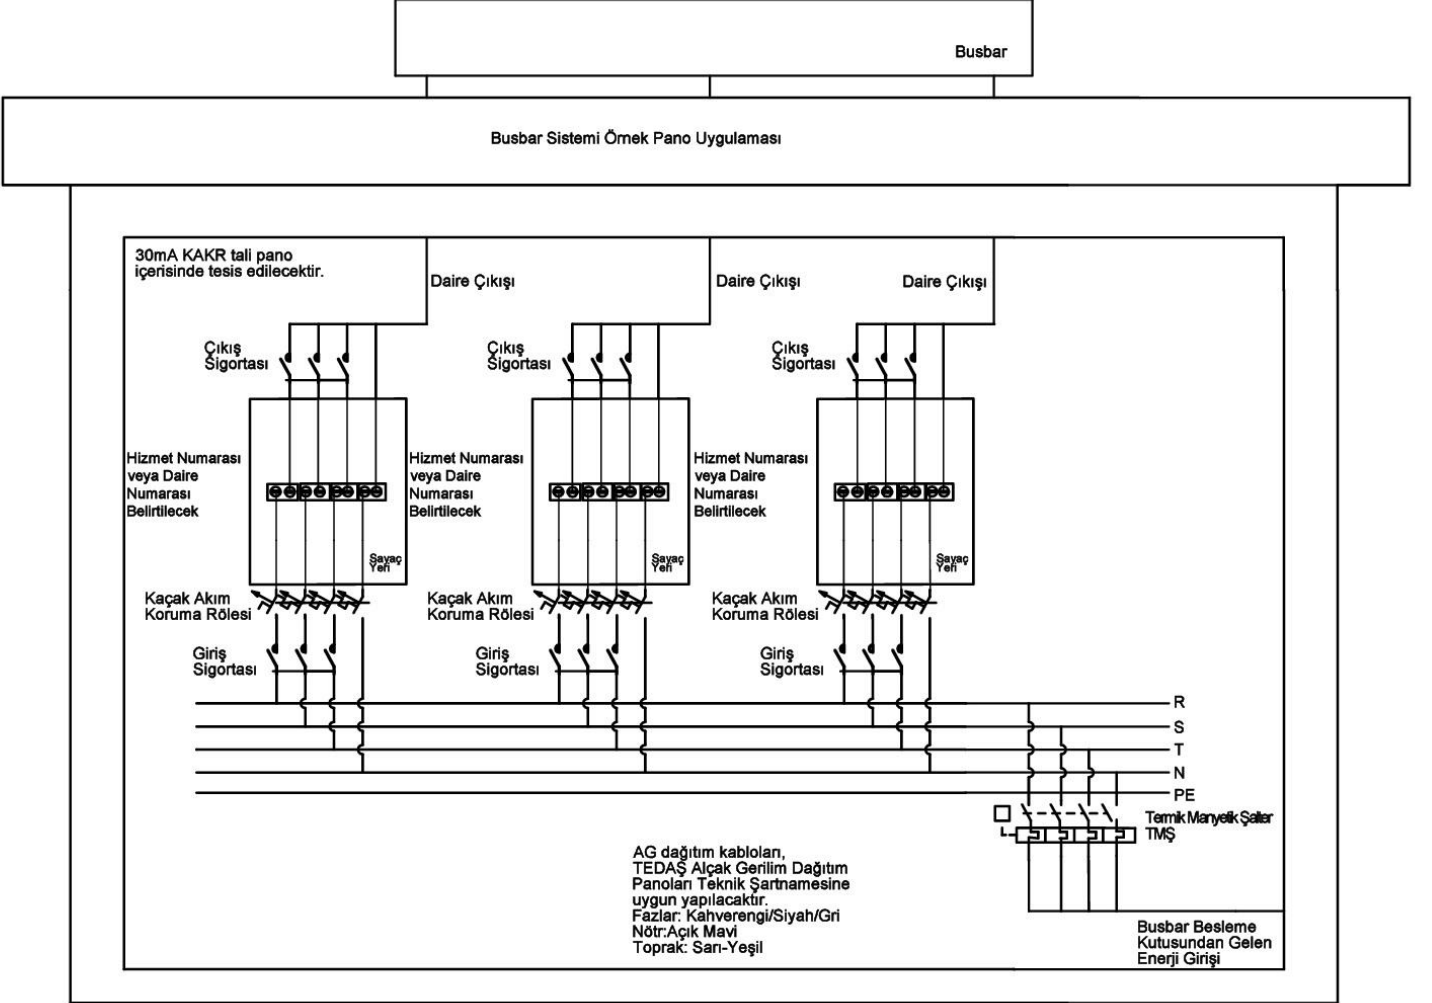 Busbar
Busbar Sistemi Örnek Pano Uygulaması
30mA KAKR tali pano
içerisinde tesis edilecektir.
Daire Çıkışı
Daire Çıkışı
Daire Çıkışı
Çıkış
Sigortası
Çıkış
Sigortası
Çıkış
Sigortası
Hizmet Numarası
veya Daire
Numarası
Belirtilecek
Hizmet Numarası
veya Daire
Numarası
Belirtilecek
Hizmet Numarası
veya Daire
Numarası
Belirtilecek
Sayaç
Yeri
Sayaç
Yeri
Sayaç
Yeri
Kaçak Akım
Koruma Rölesi
Kaçak Akım
Koruma Rölesi
Kaçak Akım
Koruma Rölesi
Giriş
Sigortası
Giriş
Sigortası
Giriş
Sigortası
R
S
T
N
PE
Termik Manyetik Şalter
TMŞ
AG dağıtım kabloları,
TEDAŞ Alçak Gerilim Dağıtım
Panoları Teknik Şartnamesine
uygun yapılacaktır.
Fazlar: Kahverengi/Siyah/Gri
Nötr:Açık Mavi
Toprak: Sarı-Yeşil
Busbar Besleme
Kutusundan Gelen
Enerji Girişi